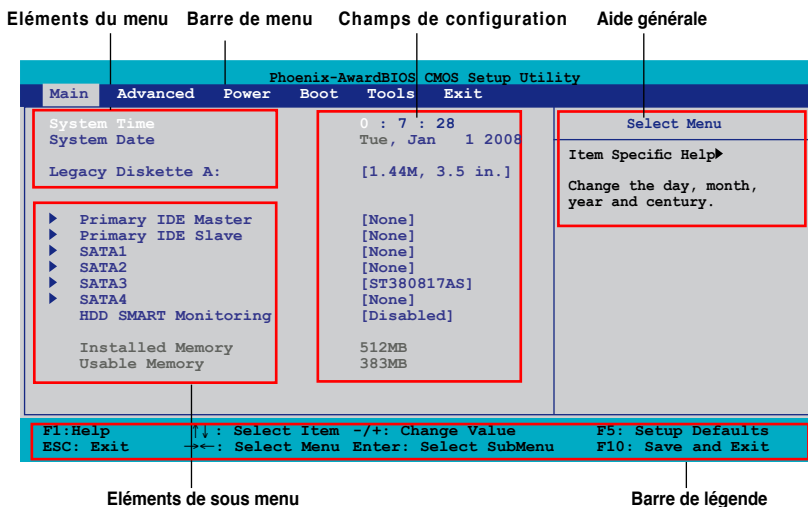 Eléments du menu Barre de menu Champs de configuration Aide générale
Phoenix-AwardBIOS CMOS Setup Utility
Main Advanced Power Boot Tools Exit
System Time 0 : 7 : 28
System Date Tue, Jan 1 2008
Legacy Diskette A: [1.44M, 3.5 in.]
Primary IDE Master [None]
Primary IDE Slave [None]
SATA1 [None]
SATA2 [None]
SATA3 [ST380817AS]
SATA4 [None]
HDD SMART Monitoring [Disabled]
Installed Memory 512MB
Usable Memory 383MB
Select Menu
Item Specific Help
Change the day, month,
year and century.
F1:Help ↑↓: Select Item -/+: Change Value F5: Setup Defaults
ESC: Exit →←: Select Menu Enter: Select SubMenu F10: Save and Exit
Eléments de sous menu Barre de légende